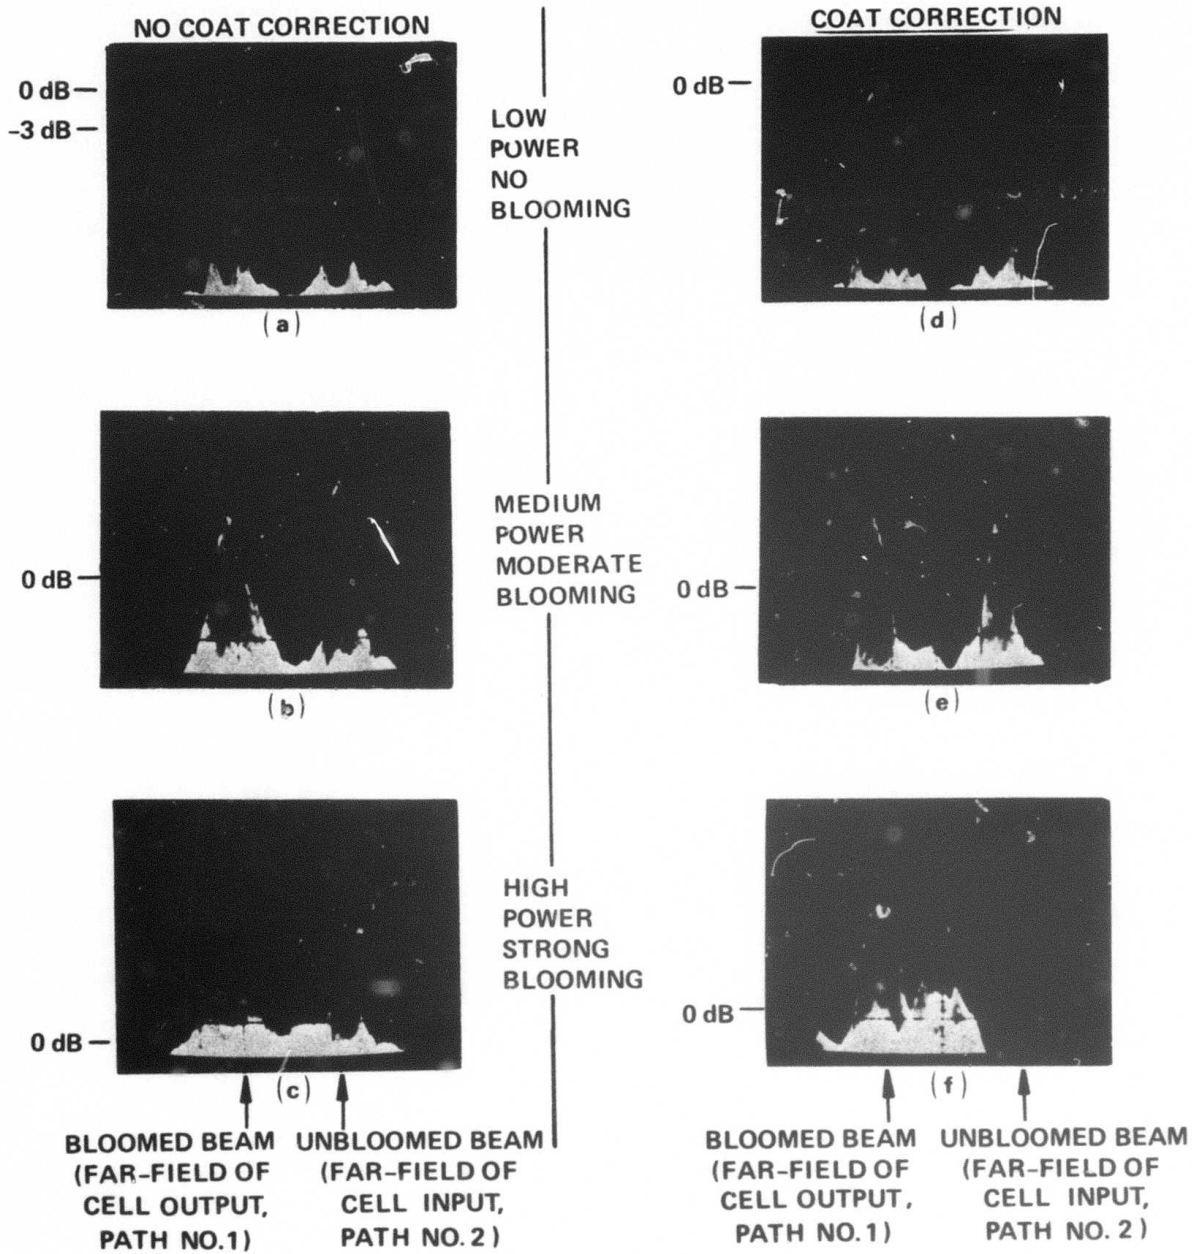 NO COAT CORRECTION
COAT CORRECTION
0 dB
-3 dB
0 dB
LOW
POWER
NO
BLOOMING
(a)
(d)
0 dB
MEDIUM
POWER
MODERATE
BLOOMING
0 dB
(b)
(e)
0 dB
HIGH
POWER
STRONG
BLOOMING
0 dB
(c)
(f)
BLOOMED BEAM
(FAR-FIELD OF
CELL OUTPUT,
PATH NO.1)
UNBLOOMED BEAM
(FAR-FIELD OF
CELL INPUT,
PATH NO. 2)
BLOOMED BEAM
(FAR-FIELD OF
CELL OUTPUT,
PATH NO.1)
UNBLOOMED BEAM
(FAR-FIELD OF
CELL INPUT,
PATH NO. 2)